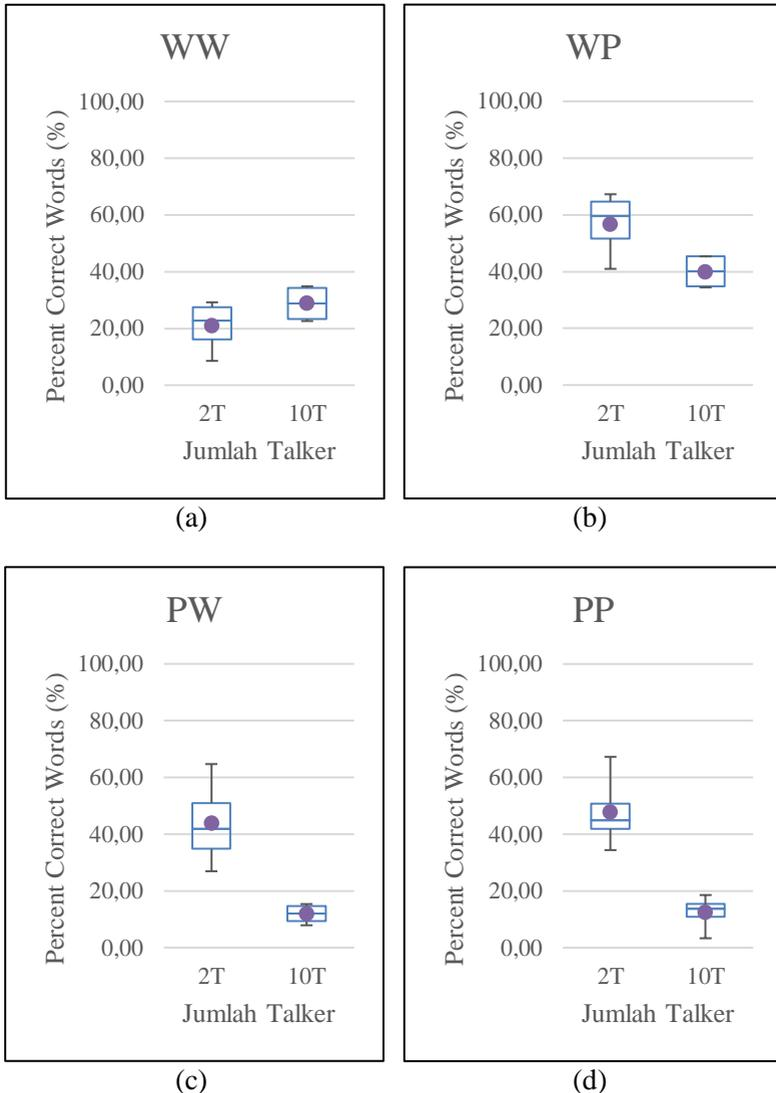 WW
Percent Correct Words (%)
100,00
80,00
60,00
40,00
20,00
0,00
2T 10T
Jumlah Talker
(a)
WP
Percent Correct Words (%)
100,00
80,00
60,00
40,00
20,00
0,00
2T 10T
Jumlah Talker
(b)
PW
Percent Correct Words (%)
100,00
80,00
60,00
40,00
20,00
0,00
2T 10T
Jumlah Talker
(c)
PP
Percent Correct Words (%)
100,00
80,00
60,00
40,00
20,00
0,00
2T 10T
Jumlah Talker
(d)